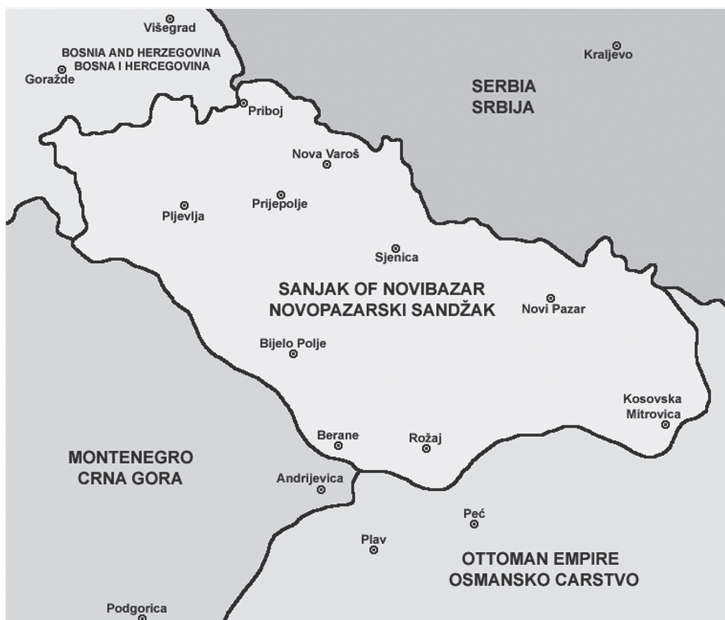 Višegrad
BOSNIA AND HERZEGOVINA
BOSNA I HERCEGOVINA
Goražde
Kraljevo
SERBIA
SRBIJA
Priboj
Nova Varoš
Prijepolje
Pljevlja
Sjenica
SANJAK OF NOVIBAZAR
NOVOPAZARSKI SANDŽAK
Novi Pazar
Bijelo Polje
Kosovska
Mitrovica
Berane
Rožaj
MONTENEGRO
CRNA GORA
Andrijevica
Peć
Plav
OTTOMAN EMPIRE
OSMANSKO CARSTVO
Podgorica